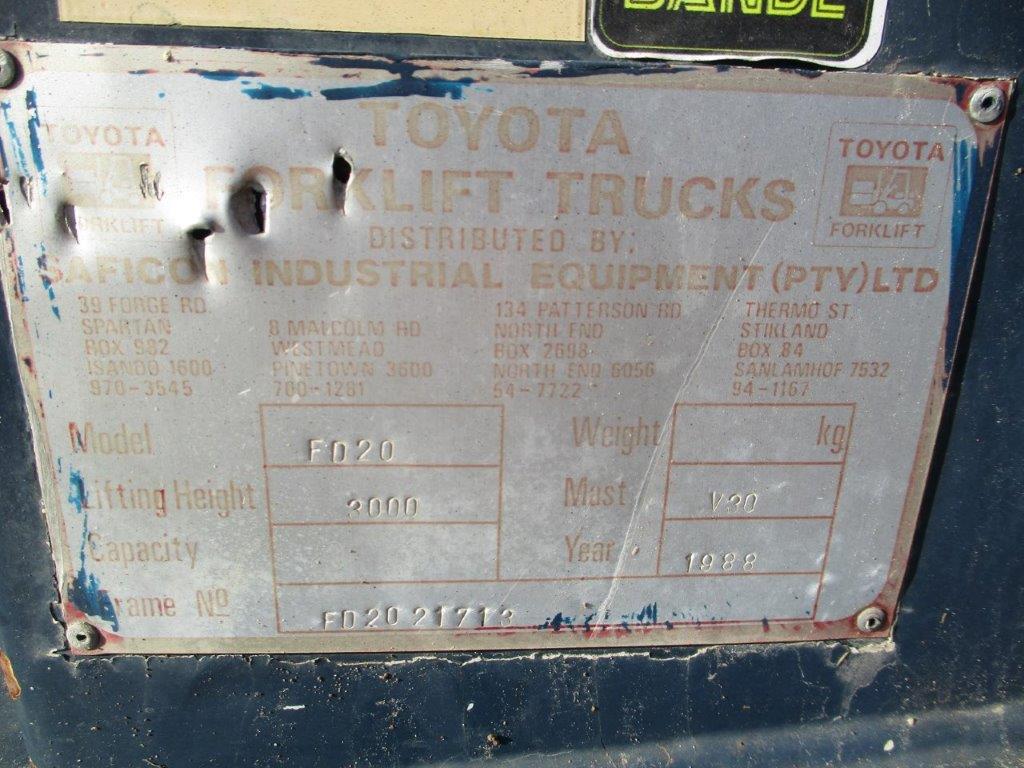 TOYOTA
FORKLIFT TRUCKS
DISTRIBUTED BY:
SAFICON INDUSTRIAL EQUIPMENT (PTY) LTD
TOYOTA
FORKLIFT
TOYOTA
FORKLIFT
39 FORGE RD.
SPARTAN
BOX 982
ISANDO 1600
970-3545
8 MALCOLM RD
WESTMEAD
PINETOWN 3600
700-1281
134 PATTERSON RD
NORTH END
BOX 2698
NORTH END 6056
54-7722
THERMO ST.
STIKLAND
BOX 84
SANLAMHOF 7532
94-1167
Model FD20
Weight kg
Lifting Height 3000
Mast V30
Capacity
Year 1988
Frame Nº FD20 21713